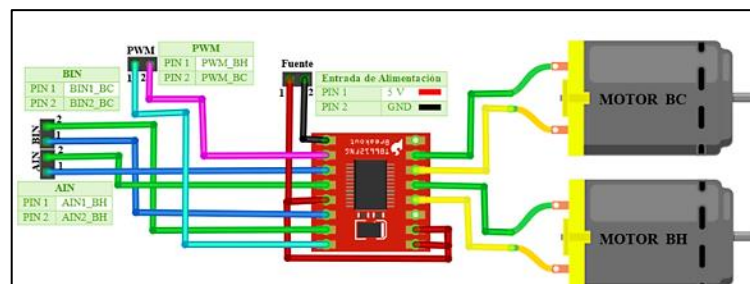 PWM
1 2
PWM
PIN 1 PWM_BH
PIN 2 PWM_BC
Fuente
1 2
Entrada de Alimentación
PIN 1 5 V
PIN 2 GND
BIN
PIN 1 BIN1_BC
PIN 2 BIN2_BC
BIN
2
1
AIN
2
1
AIN
PIN 1 AIN1_BH
PIN 2 AIN2_BH
TB6612FNG
Breakout
MOTOR BC
MOTOR BH